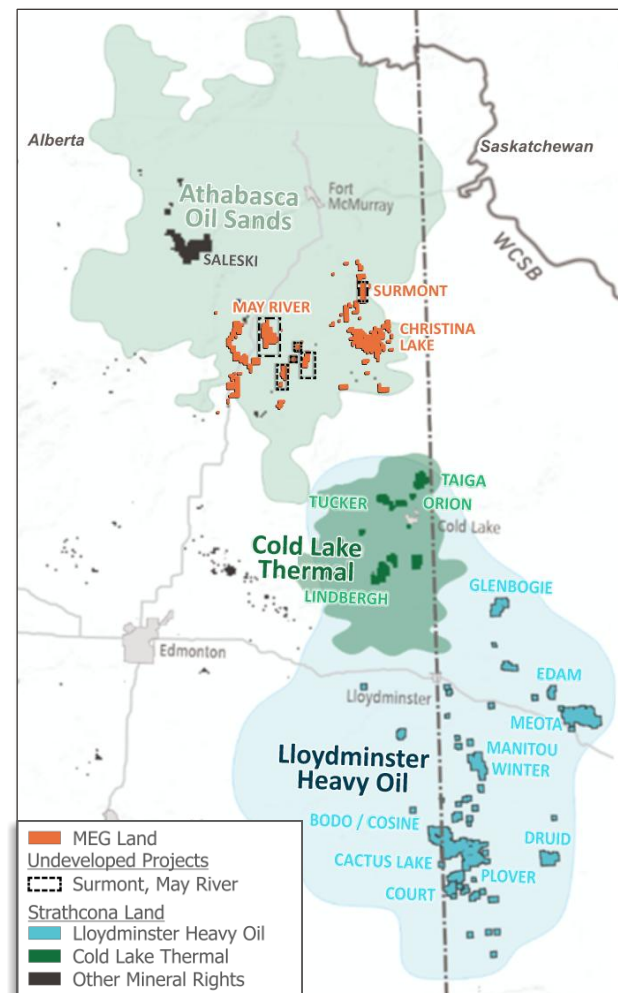 Alberta
Saskatchewan
Athabasca
Oil Sands
Fort
McMurray
WCSB
SALESKI
SURMONT
MAY RIVER
CHRISTINA
LAKE
TAIGA
TUCKER
ORION
Cold Lake
Cold Lake
Thermal
LINDBERGH
GLENBOGIE
Edmonton
EDAM
Lloydminster
MEOTA
Lloydminster
Heavy Oil
MANITOU
WINTER
BODO / COSINE
DRUID
CACTUS LAKE
PLOVER
COURT
MEG Land
Undeveloped Projects
Surmont, May River
Strathcona Land
Lloydminster Heavy Oil
Cold Lake Thermal
Other Mineral Rights